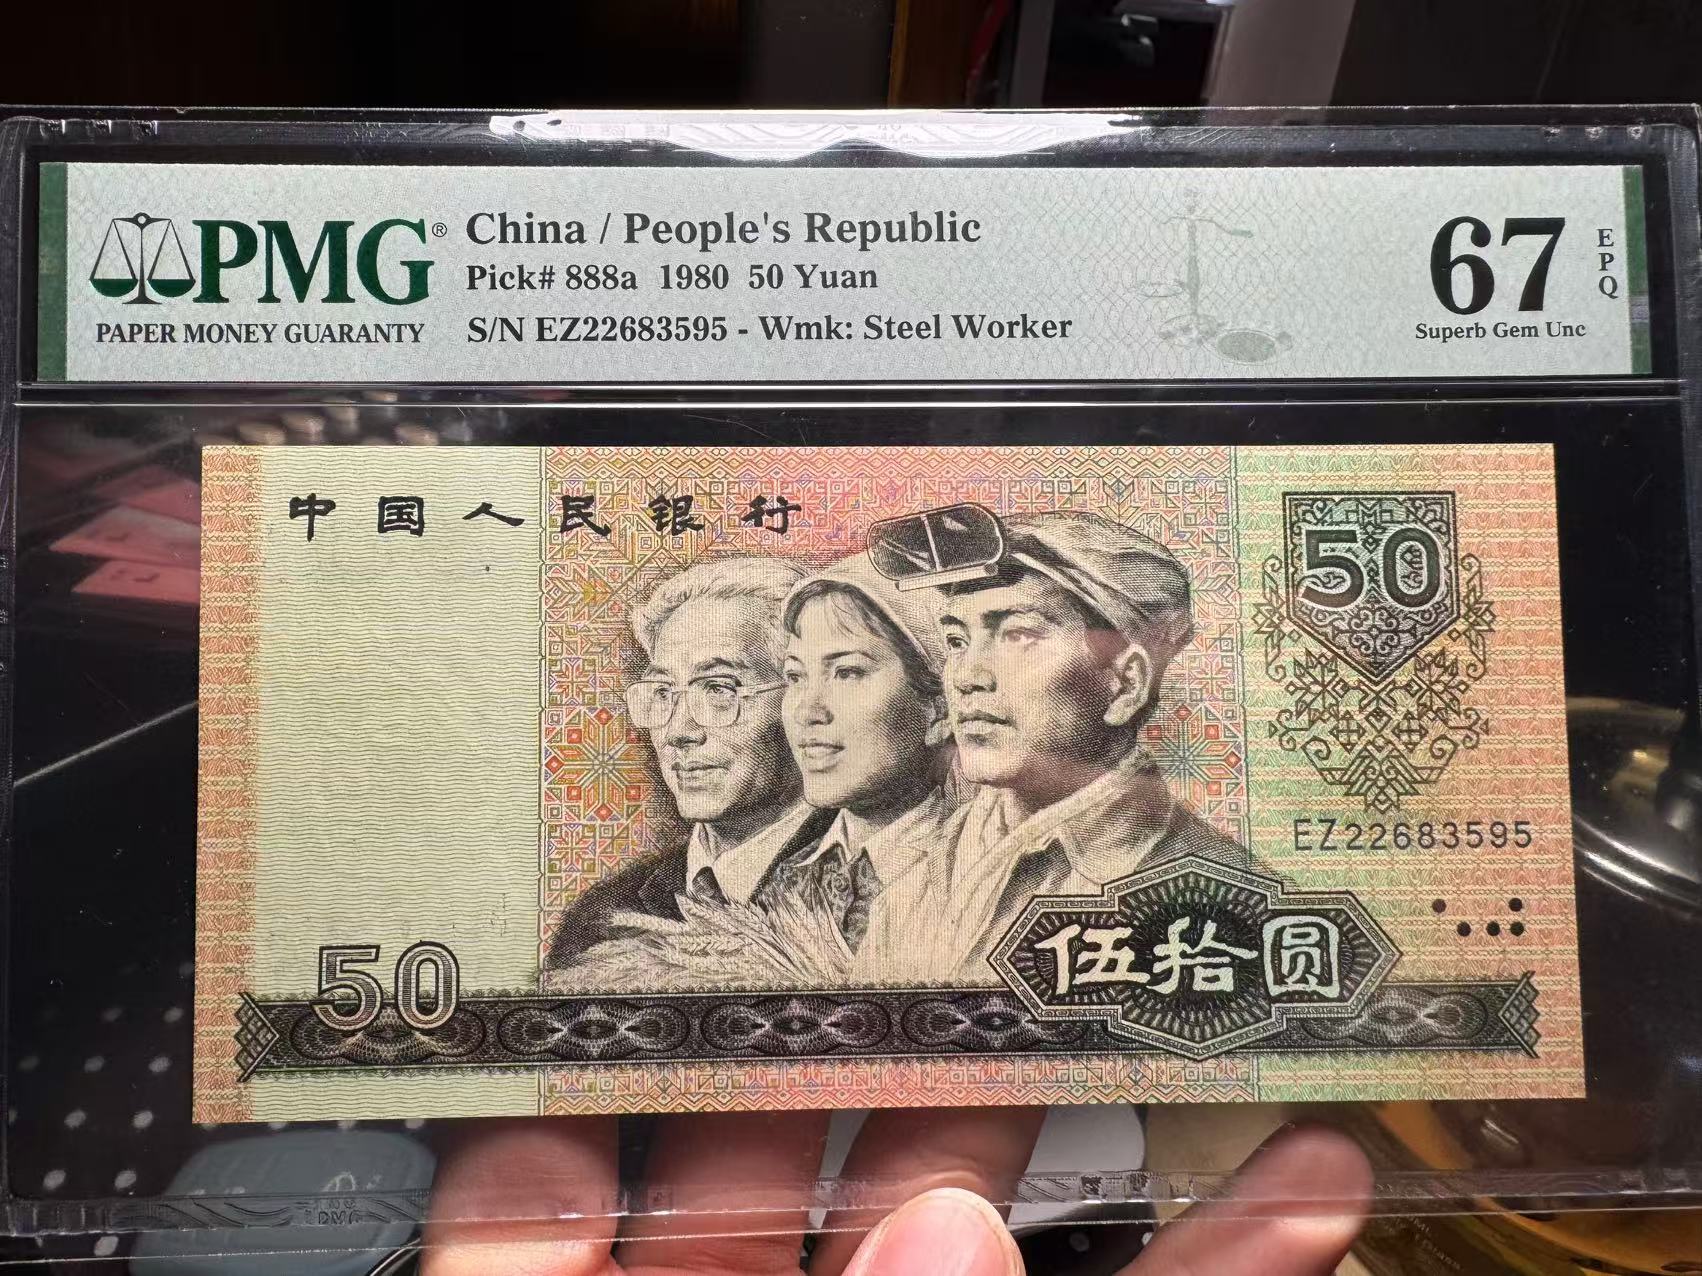 PMG®
PAPER MONEY GUARANTY
China / People's Republic
Pick# 888a 1980 50 Yuan
S/N EZ22683595 - Wmk: Steel Worker
67
EPQ
Superb Gem Unc
中国人民银行
50
EZ22683595
50
伍拾圆